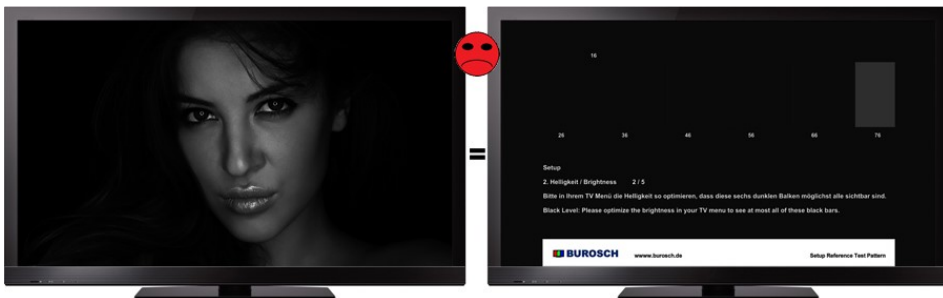 16
=
26 36 46 56 66 76
Setup
2. Helligkeit / Brightness 2 / 5
Bitte in Ihrem TV Menü die Helligkeit so optimieren, dass diese sechs dunklen Balken möglichst alle sichtbar sind.
Black Level: Please optimize the brightness in your TV menu to see at most all of these black bars.
BUROSCH www.burosch.de Setup Reference Test Pattern